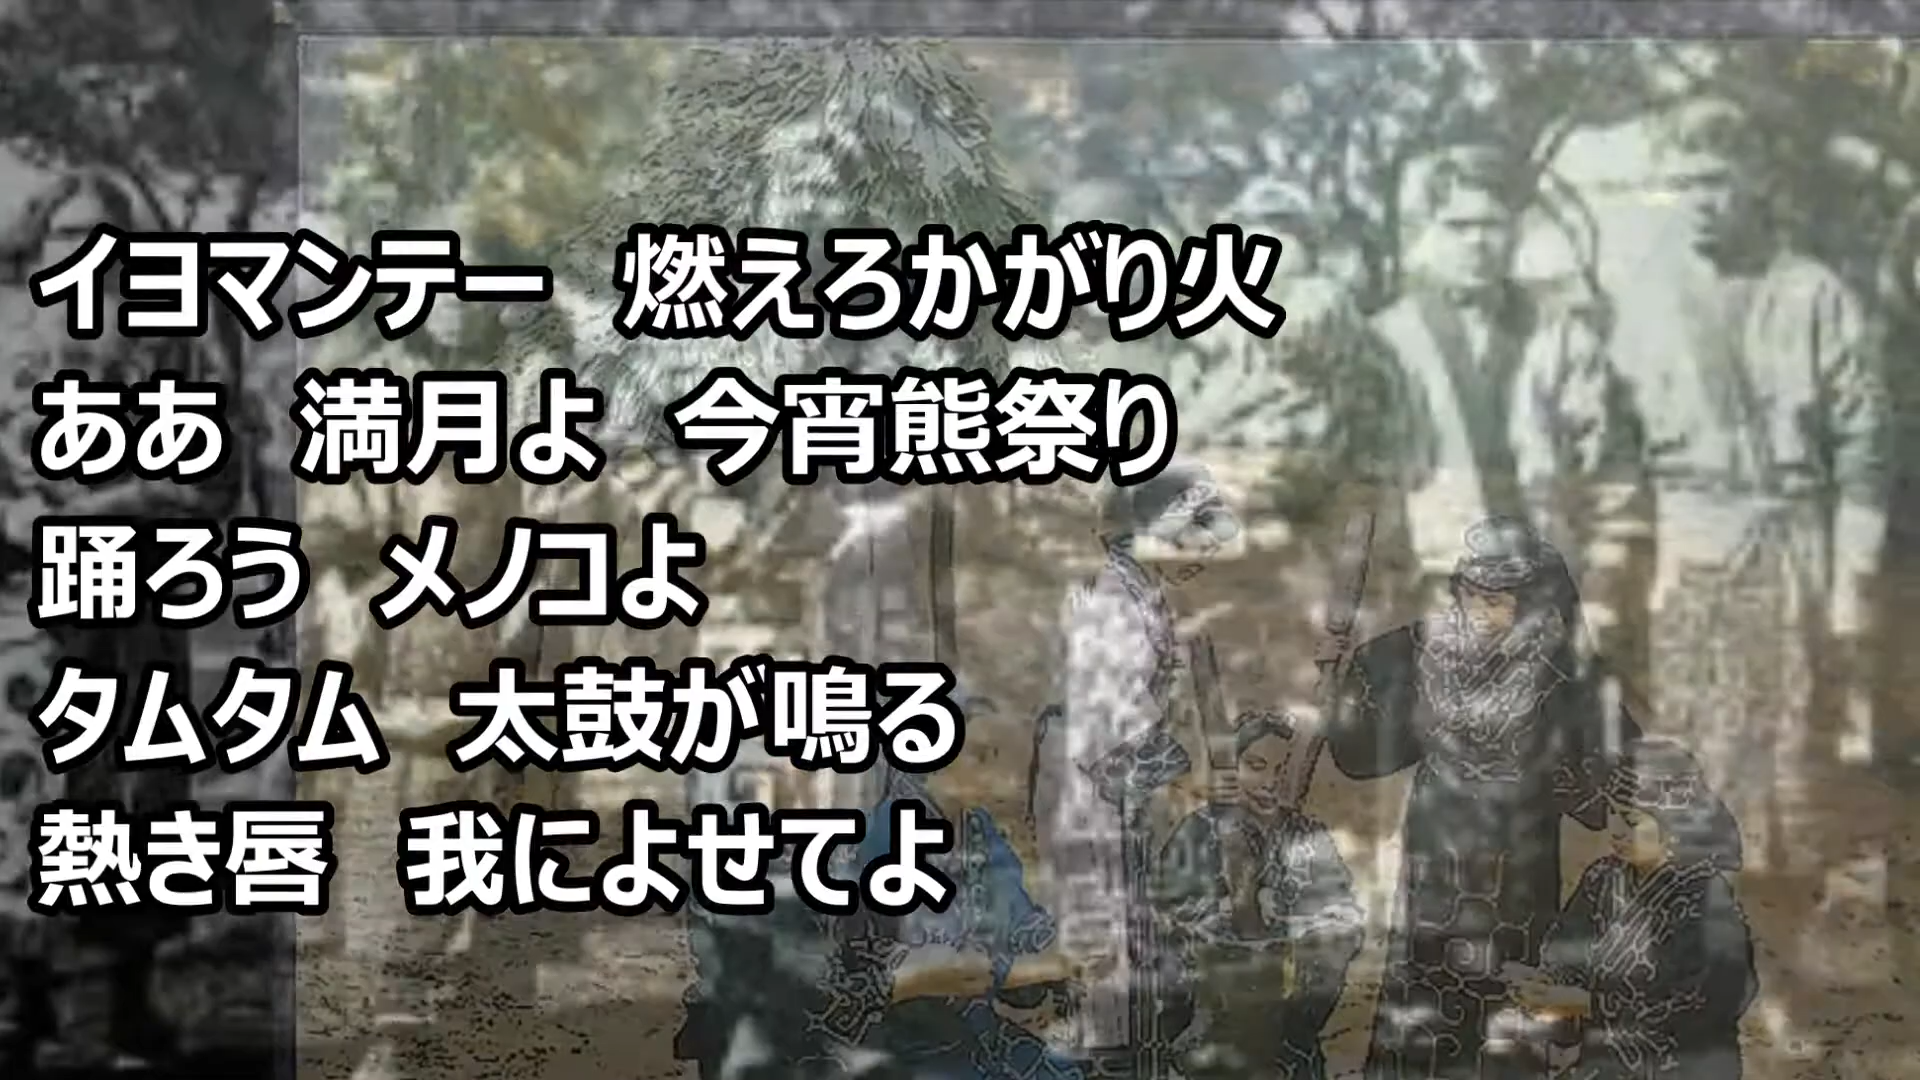 イヨマンテー　燃えろかがり火
ああ　満月よ　今宵熊祭り
踊ろう　メノコよ
タムタム　太鼓が鳴る
熱き唇　我によせてよ